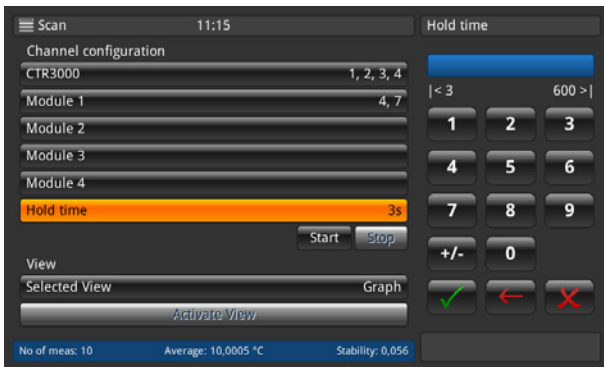 Scan 11:15
Channel configuration
CTR3000 1, 2, 3, 4
Module 1 4, 7
Module 2
Module 3
Module 4
Hold time 3s
Start Stop
View
Selected View Graph
Activate View
No of meas: 10 Average: 10,0005 °C Stability: 0,056
Hold time
|< 3 600 >|
1 2 3
4 5 6
7 8 9
+/- 0